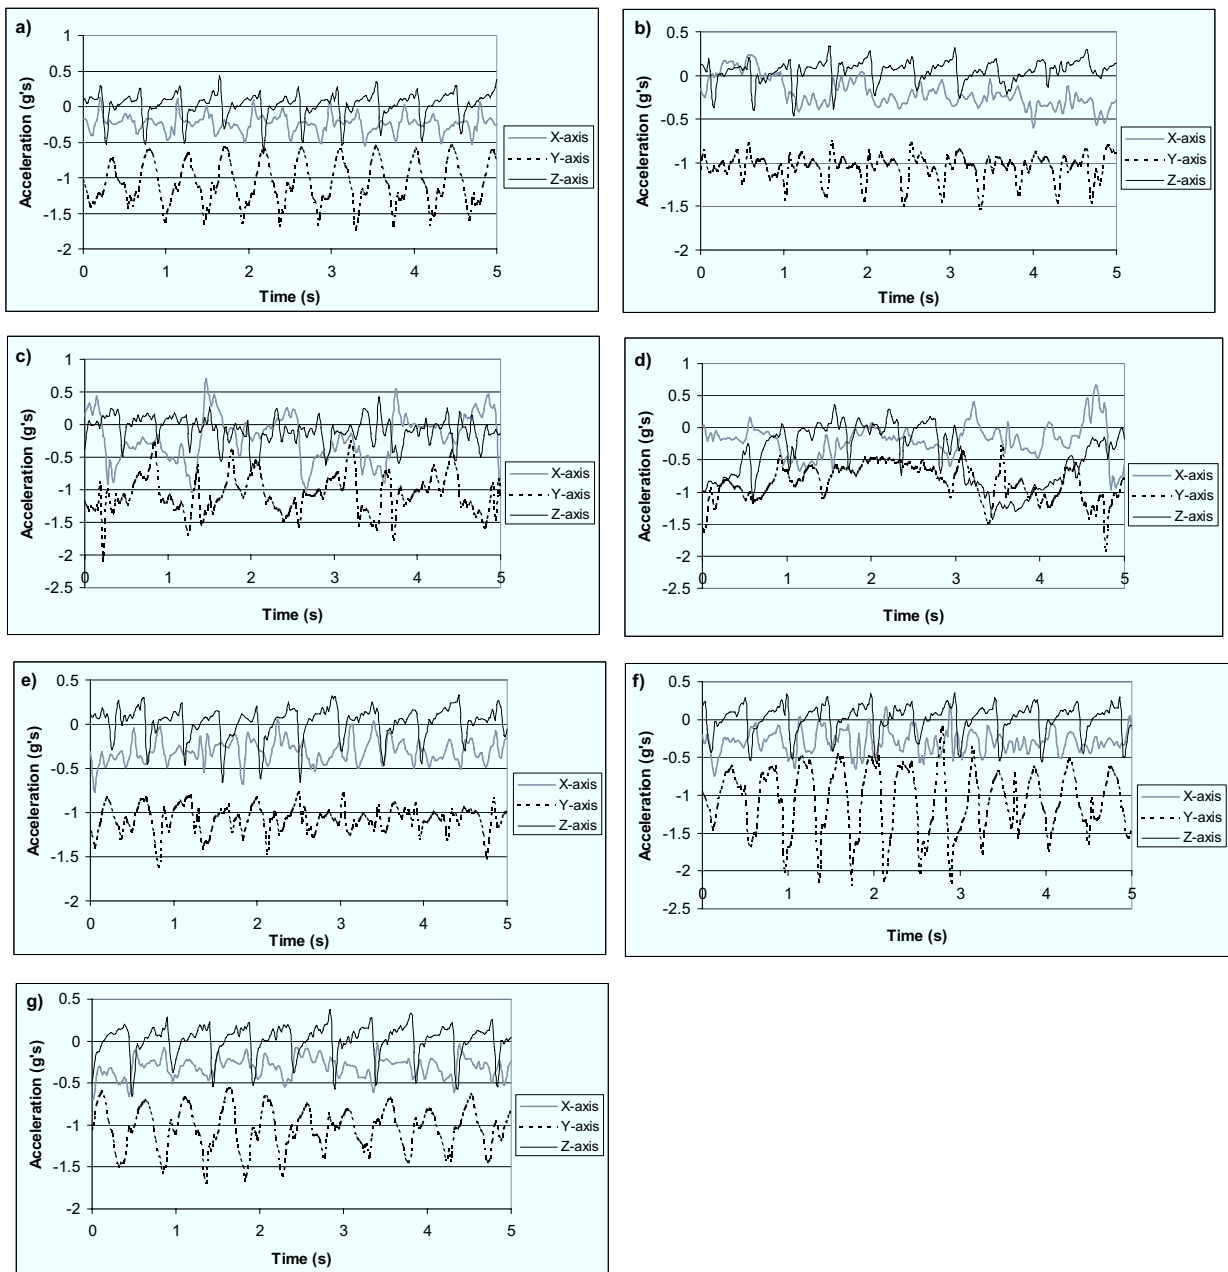 a)
1
0.5
0
-0.5
-1
-1.5
-2
Acceleration (g's)
0 1 2 3 4 5
Time (s)
X-axis
Y-axis
Z-axis
b)
0.5
0
-0.5
-1
-1.5
-2
Acceleration (g's)
0 1 2 3 4 5
Time (s)
X-axis
Y-axis
Z-axis
c)
1
0.5
0
-0.5
-1
-1.5
-2
-2.5
Acceleration (g's)
0 1 2 3 4 5
Time (s)
X-axis
Y-axis
Z-axis
d)
1
0.5
0
-0.5
-1
-1.5
-2
-2.5
Acceleration (g's)
0 1 2 3 4 5
Time (s)
X-axis
Y-axis
Z-axis
e)
0.5
0
-0.5
-1
-1.5
-2
Acceleration (g's)
0 1 2 3 4 5
Time (s)
X-axis
Y-axis
Z-axis
f)
0.5
0
-0.5
-1
-1.5
-2
-2.5
Acceleration (g's)
0 1 2 3 4 5
Time (s)
X-axis
Y-axis
Z-axis
g)
0.5
0
-0.5
-1
-1.5
-2
Acceleration (g's)
0 1 2 3 4 5
Time (s)
X-axis
Y-axis
Z-axis